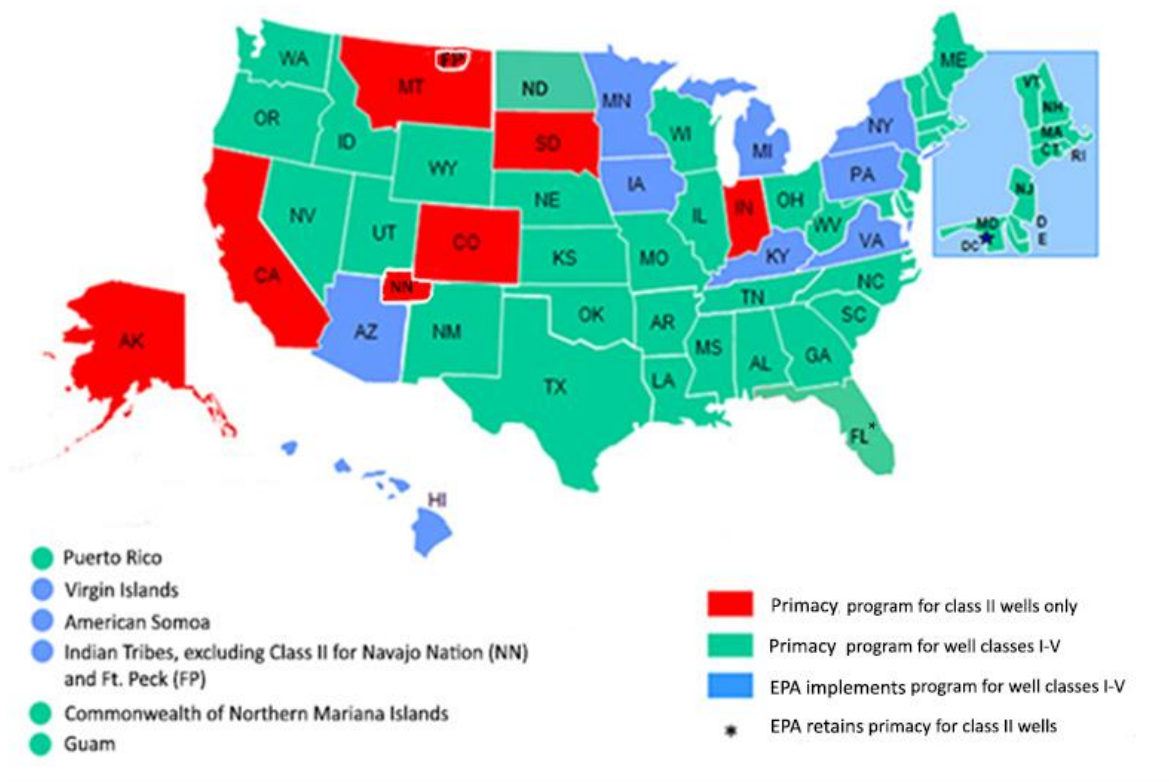 WA
MT
FP
ND
MN
ME
OR
ID
SD
WI
NY
VT
NH
MA
CT
RI
WY
MI
IA
PA
NV
NE
IL
IN
OH
NJ
UT
CO
WV
VA
MD
D
E
DC
CA
KS
MO
KY
NN
NC
TN
AK
AZ
NM
OK
AR
SC
MS
AL
GA
TX
LA
FL*
HI
Puerto Rico
Virgin Islands
American Somoa
Indian Tribes, excluding Class II for Navajo Nation (NN)
and Ft. Peck (FP)
Commonwealth of Northern Mariana Islands
Guam
Primacy program for class II wells only
Primacy program for well classes I-V
EPA implements program for well classes I-V
* EPA retains primacy for class II wells